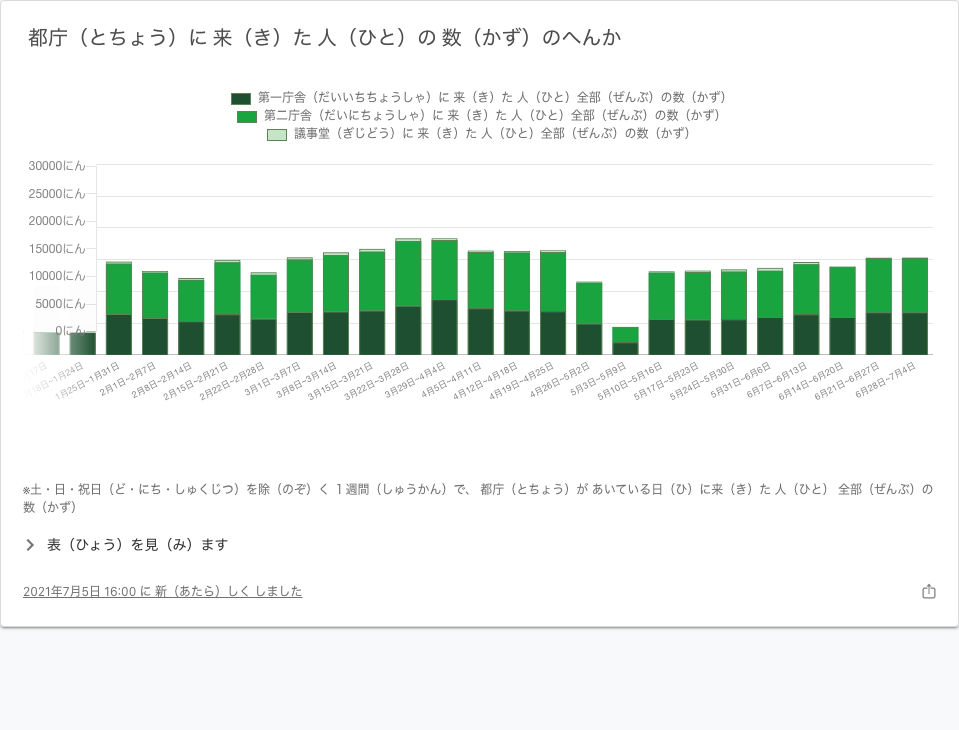 都庁（とちょう）に 来（き）た 人（ひと）の 数（かず）のへんか
第一庁舎（だいいちちょうしゃ）に 来（き）た 人（ひと）全部（ぜんぶ）の数（かず）
第二庁舎（だいにちょうしゃ）に 来（き）た 人（ひと）全部（ぜんぶ）の数（かず）
議事堂（ぎじどう）に 来（き）た 人（ひと）全部（ぜんぶ）の数（かず）
30000にん
25000にん
20000にん
15000にん
10000にん
5000にん
0にん
1月25日~1月31日
2月1日~2月7日
2月8日~2月14日
2月15日~2月21日
2月22日~2月28日
3月1日~3月7日
3月8日~3月14日
3月15日~3月21日
3月22日~3月28日
3月29日~4月4日
4月5日~4月11日
4月12日~4月18日
4月19日~4月25日
4月26日~5月2日
5月3日~5月9日
5月10日~5月16日
5月17日~5月23日
5月24日~5月30日
5月31日~6月6日
6月7日~6月13日
6月14日~6月20日
6月21日~6月27日
6月28日~7月4日
※土・日・祝日（ど・にち・しゅくじつ）を除（のぞ）く 1週間（しゅうかん）で、 都庁（とちょう）が あいている日（ひ）に来（き）た 人（ひと） 全部（ぜんぶ）の
数（かず）
表（ひょう）を見（み）ます
2021年7月5日 16:00 に 新（あたら）しく しました